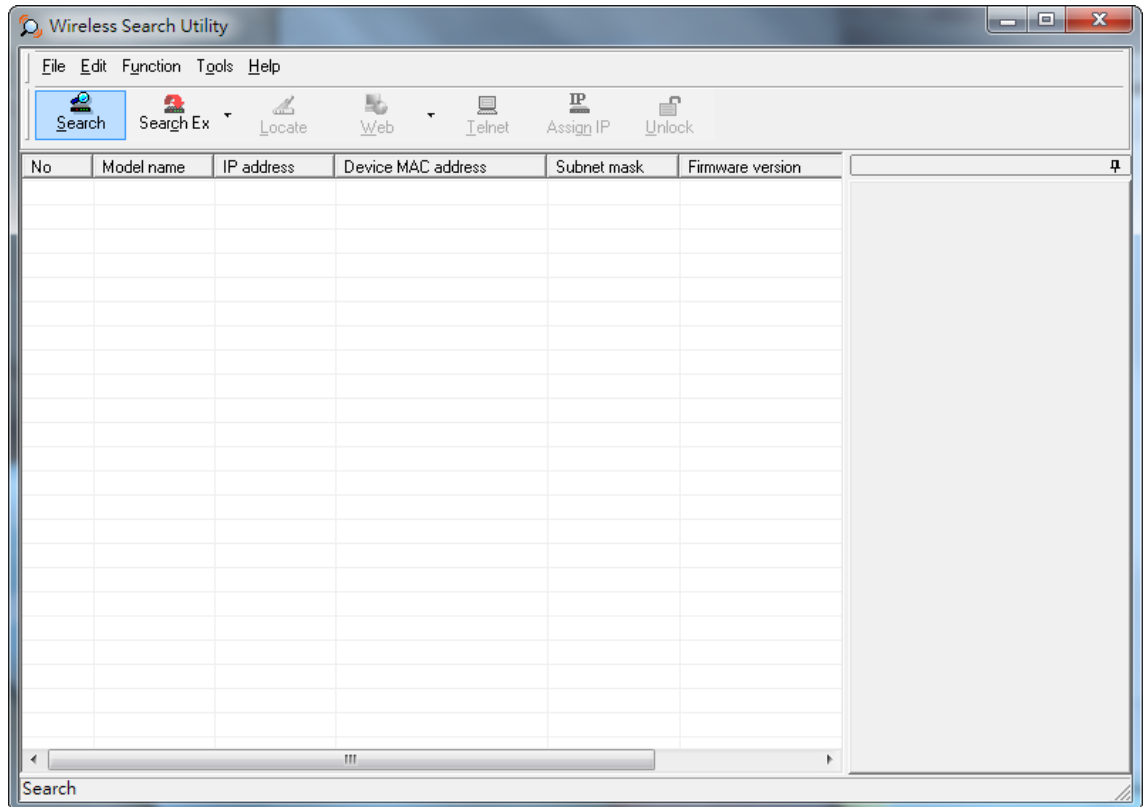 Wireless Search Utility
File Edit Function Tools Help
Search Search Ex Locate Web Telnet Assign IP Unlock
No Model name IP address Device MAC address Subnet mask Firmware version
Search